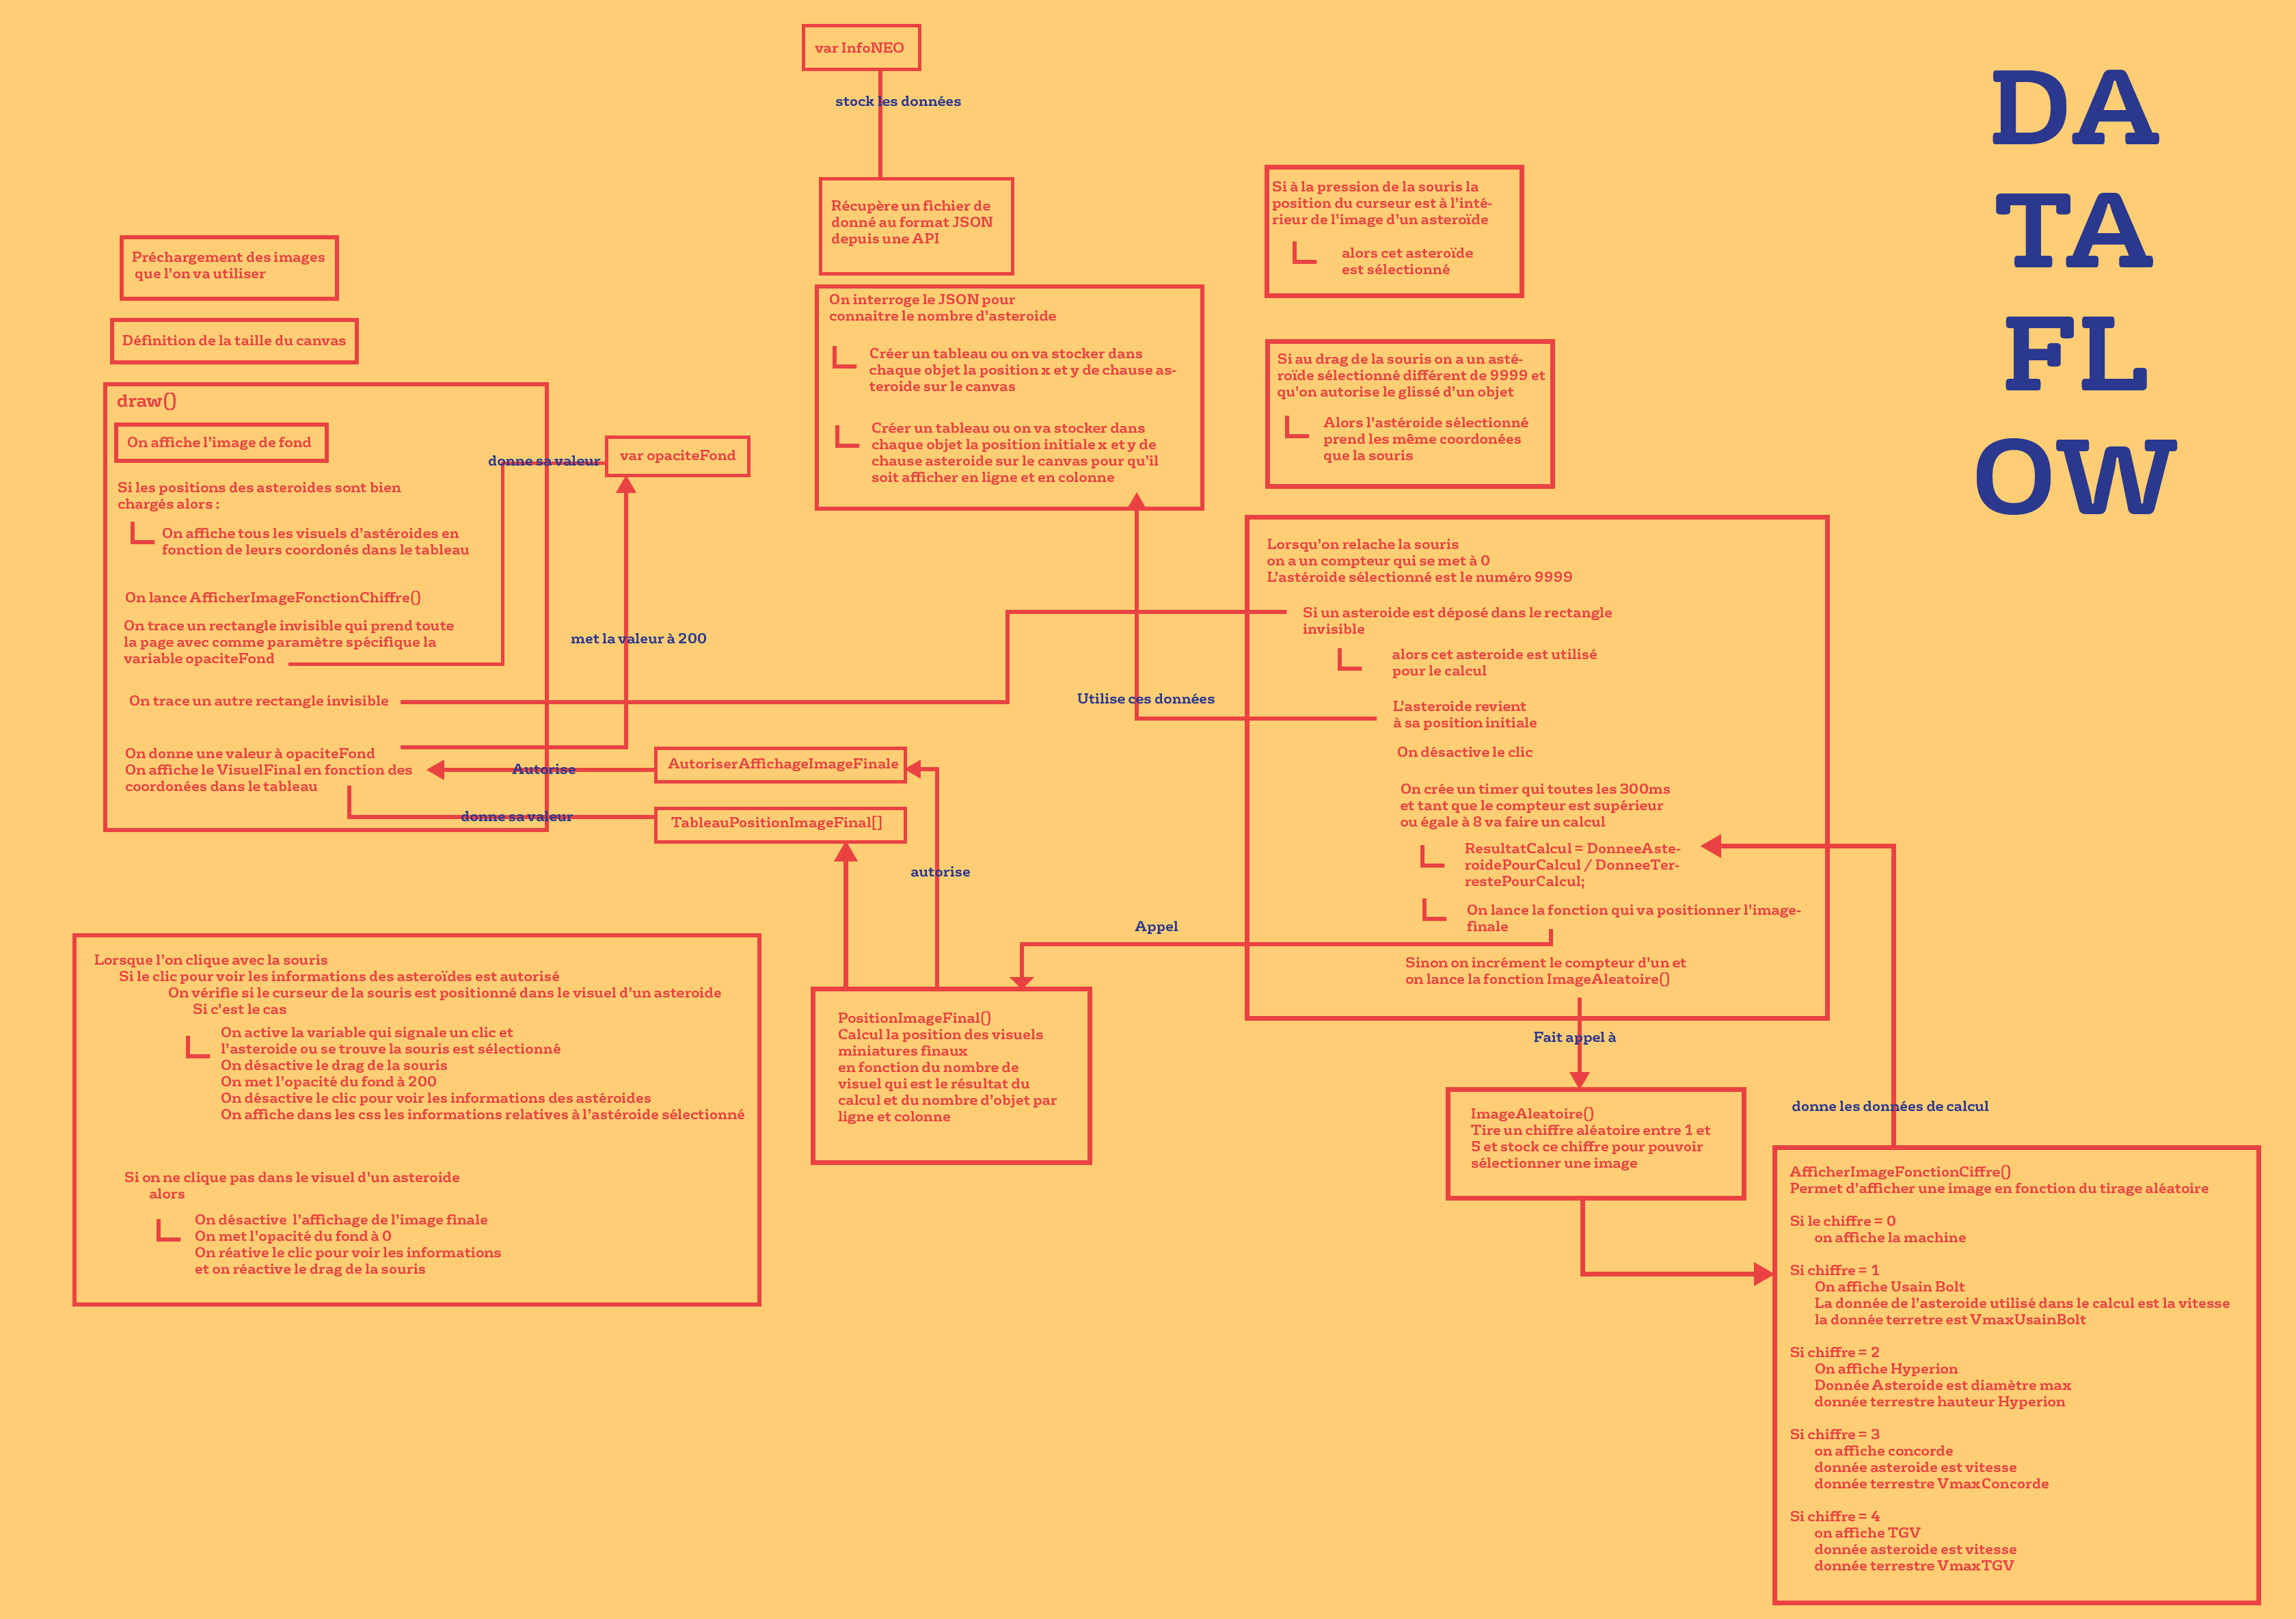 DA
TA
FL
OW
var InfoNEO
stock les données
Récupère un fichier de
donné au format JSON
depuis une API
Préchargement des images
que l'on va utiliser
Définition de la taille du canvas
draw()
On affiche l'image de fond
Si les positions des asteroides sont bien
chargés alors :
On affiche tous les visuels d'astéroides en
fonction de leurs coordonés dans le tableau
On lance AfficherImageFonctionChiffre()
On trace un rectangle invisible qui prend toute
la page avec comme paramètre spécifique la
variable opaciteFond
On trace un autre rectangle invisible
On donne une valeur à opaciteFond
On affiche le VisuelFinal en fonction des
coordonées dans le tableau
donne sa valeur
var opaciteFond
met la valeur à 200
Autorise
AutoriserAffichageImageFinale
donne sa valeur
TableauPositionImageFinal[]
autorise
On interroge le JSON pour
connaitre le nombre d'asteroide
Créer un tableau ou on va stocker dans
chaque objet la position x et y de chause as-
teroide sur le canvas
Créer un tableau ou on va stocker dans
chaque objet la position initiale x et y de
chause asteroide sur le canvas pour qu'il
soit afficher en ligne et en colonne
Utilise ces données
Si à la pression de la souris la
position du curseur est à l'inté-
rieur de l'image d'un asteroïde
alors cet asteroïde
est sélectionné
Si au drag de la souris on a un asté-
roïde sélectionné différent de 9999 et
qu'on autorise le glissé d'un objet
Alors l'astéroide sélectionné
prend les même coordonées
que la souris
Lorsqu'on relache la souris
on a un compteur qui se met à 0
L'astéroide sélectionné est le numéro 9999
Si un asteroide est déposé dans le rectangle
invisible
alors cet asteroide est utilisé
pour le calcul
L'asteroide revient
à sa position initiale
On désactive le clic
On crée un timer qui toutes les 300ms
et tant que le compteur est supérieur
ou égale à 8 va faire un calcul
ResultatCalcul = DonneeAste-
roidePourCalcul / DonneeTer-
restePourCalcul;
On lance la fonction qui va positionner l'image-
finale
Sinon on incrément le compteur d'un et
on lance la fonction ImageAleatoire()
Appel
Fait appel à
Lorsque l'on clique avec la souris
Si le clic pour voir les informations des asteroïdes est autorisé
On vérifie si le curseur de la souris est positionné dans le visuel d'un asteroide
Si c'est le cas
On active la variable qui signale un clic et
l'asteroide ou se trouve la souris est sélectionné
On désactive le drag de la souris
On met l'opacité du fond à 200
On désactive le clic pour voir les informations des astéroides
On affiche dans les css les informations relatives à l'astéroide sélectionné
Si on ne clique pas dans le visuel d'un asteroide
alors
On désactive l'affichage de l'image finale
On met l'opacité du fond à 0
On réative le clic pour voir les informations
et on réactive le drag de la souris
PositionImageFinal()
Calcul la position des visuels
miniatures finaux
en fonction du nombre de
visuel qui est le résultat du
calcul et du nombre d'objet par
ligne et colonne
ImageAleatoire()
Tire un chiffre aléatoire entre 1 et
5 et stock ce chiffre pour pouvoir
sélectionner une image
donne les données de calcul
AfficherImageFonctionCiffre()
Permet d'afficher une image en fonction du tirage aléatoire
Si le chiffre = 0
on affiche la machine
Si chiffre = 1
On affiche Usain Bolt
La donnée de l'asteroide utilisé dans le calcul est la vitesse
la donnée terretre est VmaxUsainBolt
Si chiffre = 2
On affiche Hyperion
Donnée Asteroide est diamètre max
donnée terrestre hauteur Hyperion
Si chiffre = 3
on affiche concorde
donnée asteroide est vitesse
donnée terrestre VmaxConcorde
Si chiffre = 4
on affiche TGV
donnée asteroide est vitesse
donnée terrestre VmaxTGV